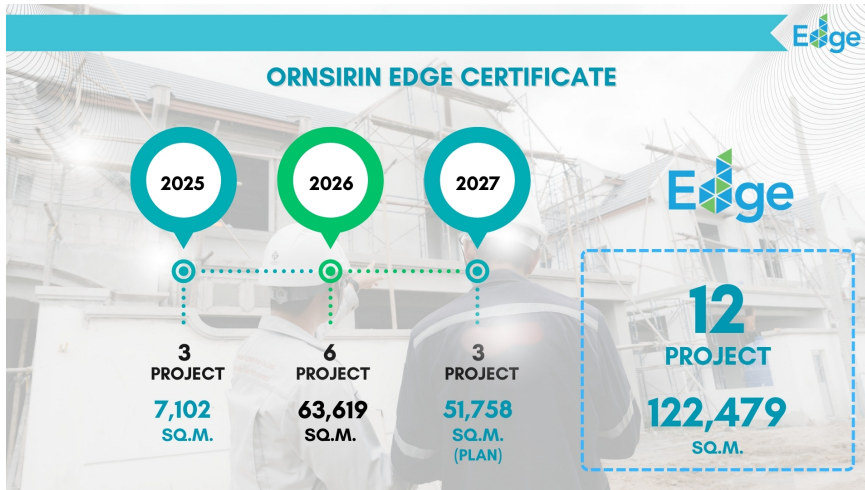 Edge
ORNSIRIN EDGE CERTIFICATE
2025
2026
2027
Edge
3
PROJECT
7,102
SQ.M.
6
PROJECT
63,619
SQ.M.
3
PROJECT
51,758
SQ.M.
(PLAN)
12
PROJECT
122,479
SQ.M.